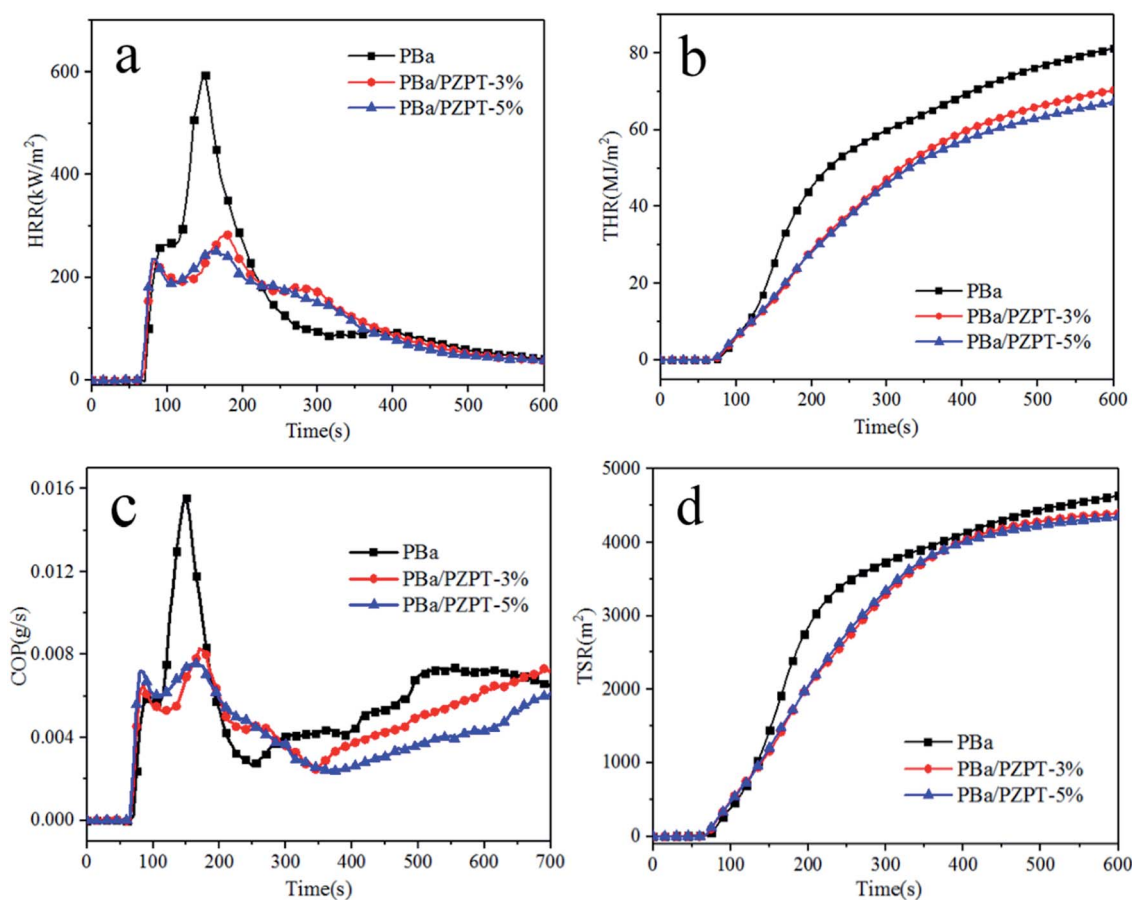 a
PBa
PBa/PZPT-3%
PBa/PZPT-5%
HRR(kW/m²)
600
400
200
0
0 100 200 300 400 500 600
Time(s)
b
PBa
PBa/PZPT-3%
PBa/PZPT-5%
THR(MJ/m²)
80
60
40
20
0
0 100 200 300 400 500 600
Time(s)
c
PBa
PBa/PZPT-3%
PBa/PZPT-5%
COP(g/s)
0.016
0.012
0.008
0.004
0.000
0 100 200 300 400 500 600 700
Time(s)
d
PBa
PBa/PZPT-3%
PBa/PZPT-5%
TSR(m²)
5000
4000
3000
2000
1000
0
0 100 200 300 400 500 600
Time(s)